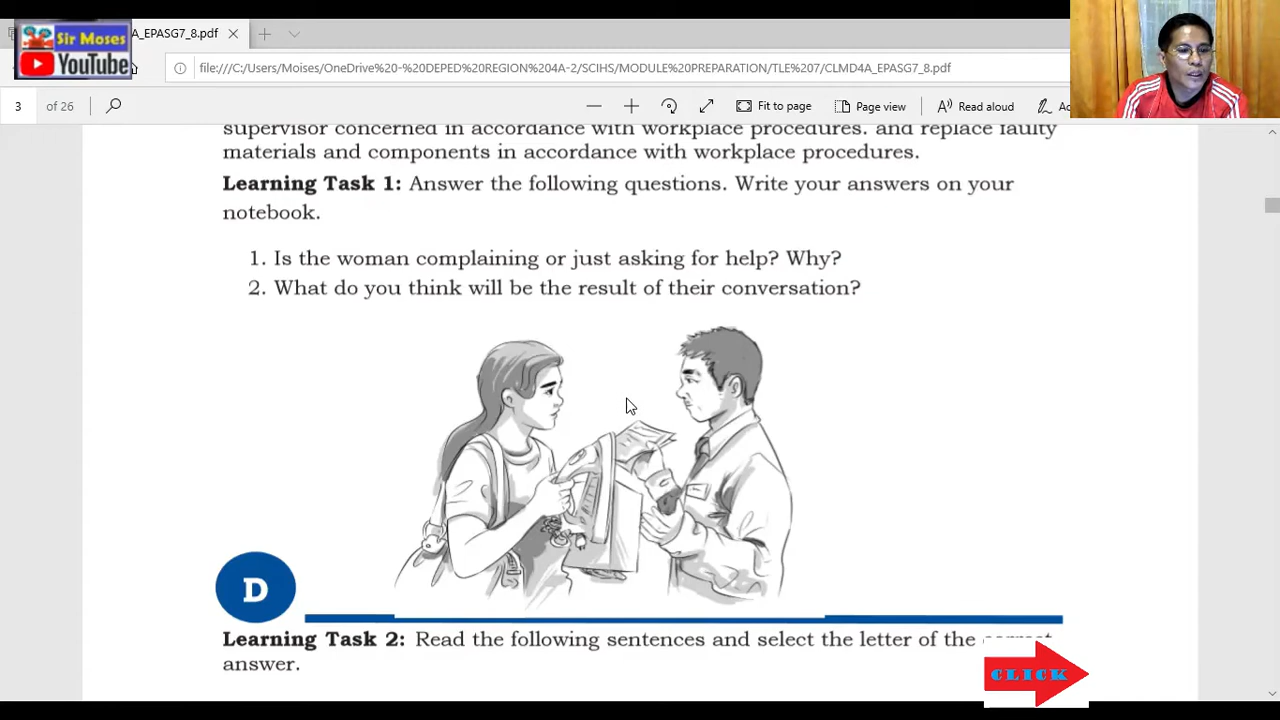 Sir Moses
YouTube
A_EPASG7_8.pdf
file:///C:/Users/Moises/OneDrive%20-%20DEPED%20REGION%204A-2/SCIHS/MODULE%20PREPARATION/TLE%207/CLMD4A_EPASG7_8.pdf
3 of 26 Fit to page Page view Read aloud
supervisor concerned in accordance with workplace procedures. and replace faulty
materials and components in accordance with workplace procedures.
Learning Task 1: Answer the following questions. Write your answers on your
notebook.
1. Is the woman complaining or just asking for help? Why?
2. What do you think will be the result of their conversation?
D
Learning Task 2: Read the following sentences and select the letter of the correct
answer.
CLICK